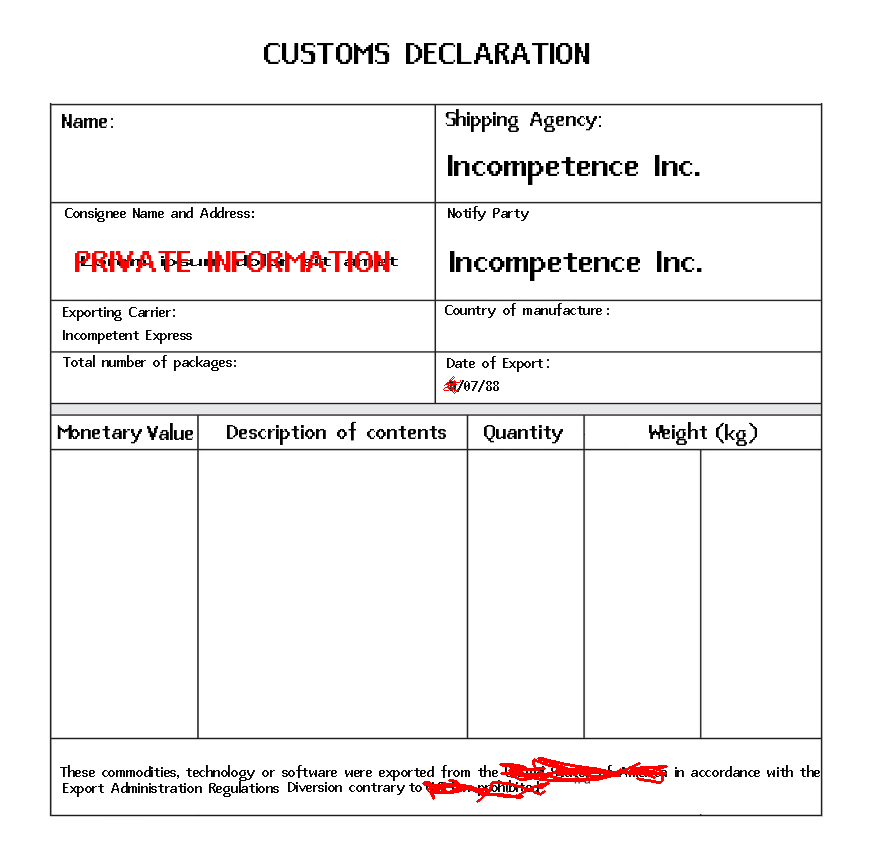 CUSTOMS DECLARATION
Name:
Shipping Agency:
Incompetence Inc.
Consignee Name and Address:
PRIVATE INFORMATION
Notify Party
Incompetence Inc.
Exporting Carrier:
Incompetent Express
Country of manufacture:
Total number of packages:
Date of Export:
/07/88
Monetary Value Description of contents Quantity Weight (kg)
These commodities, technology or software were exported from the in accordance with the
Export Administration Regulations Diversion contrary to prohibited